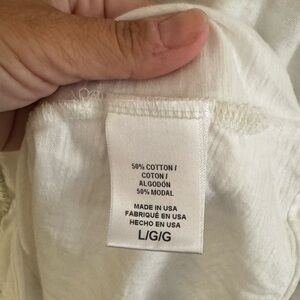 50% COTTON /
COTON /
ALGODÓN
50% MODAL
MADE IN USA
FABRIQUÉ EN USA
HECHO EN USA
L/G/G